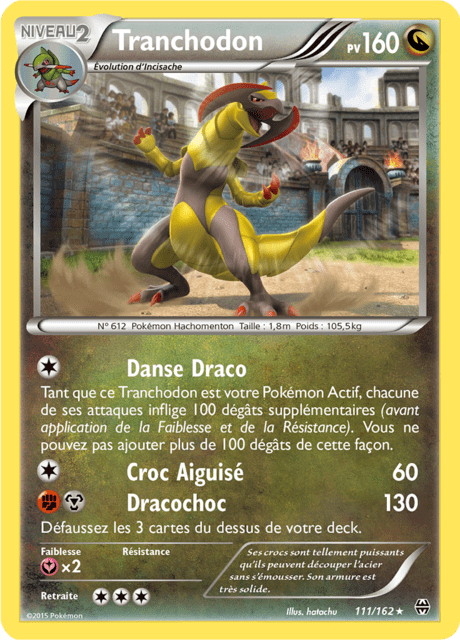 NIVEAU2 Tranchodon PV160
Évolution d'Incisache
N° 612 Pokémon Hachomenton Taille : 1,8m Poids : 105,5kg
Danse Draco
Tant que ce Tranchodon est votre Pokémon Actif, chacune
de ses attaques inflige 100 dégâts supplémentaires (avant
application de la Faiblesse et de la Résistance). Vous ne
pouvez pas ajouter plus de 100 dégâts de cette façon.
Croc Aiguisé 60
Dracochoc 130
Défaussez les 3 cartes du dessus de votre deck.
Faiblesse Résistance
×2
Retraite
Ses crocs sont tellement puissants
qu'ils peuvent découper l'acier
sans s'émousser. Son armure est
très solide.
©2015 Pokémon Illus. hatachu 111/162